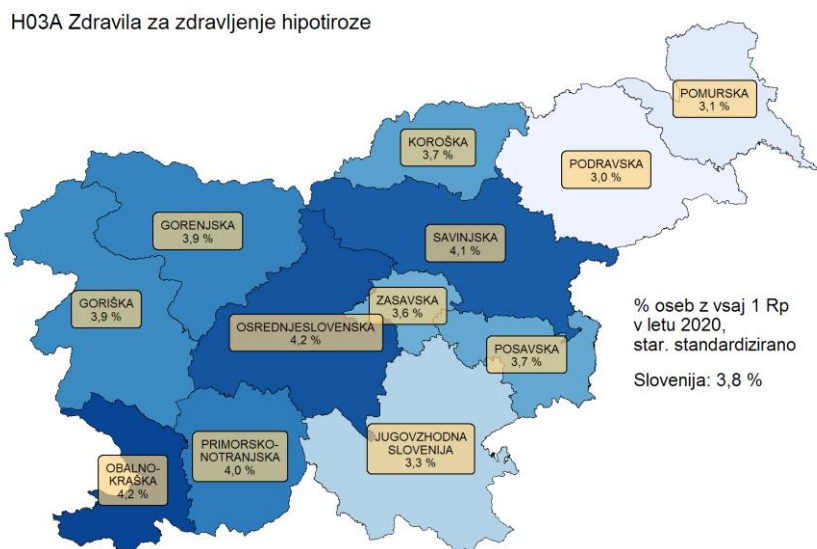 H03A Zdravila za zdravljenje hipotiroze
POMURSKA
3,1 %
KOROŠKA
3,7 %
PODRAVSKA
3,0 %
GORENJSKA
3,9 %
SAVINJSKA
4,1 %
GORIŠKA
3,9 %
ZASAVSKA
3,6 %
OSREDNJESLOVENSKA
4,2 %
POSAVSKA
3,7 %
% oseb z vsaj 1 Rp
v letu 2020,
star. standardizirano
Slovenija: 3,8 %
PRIMORSKO-
NOTRANJSKA
4,0 %
JUGOVZHODNA
SLOVENIJA
3,3 %
OBALNO-
KRAŠKA
4,2 %